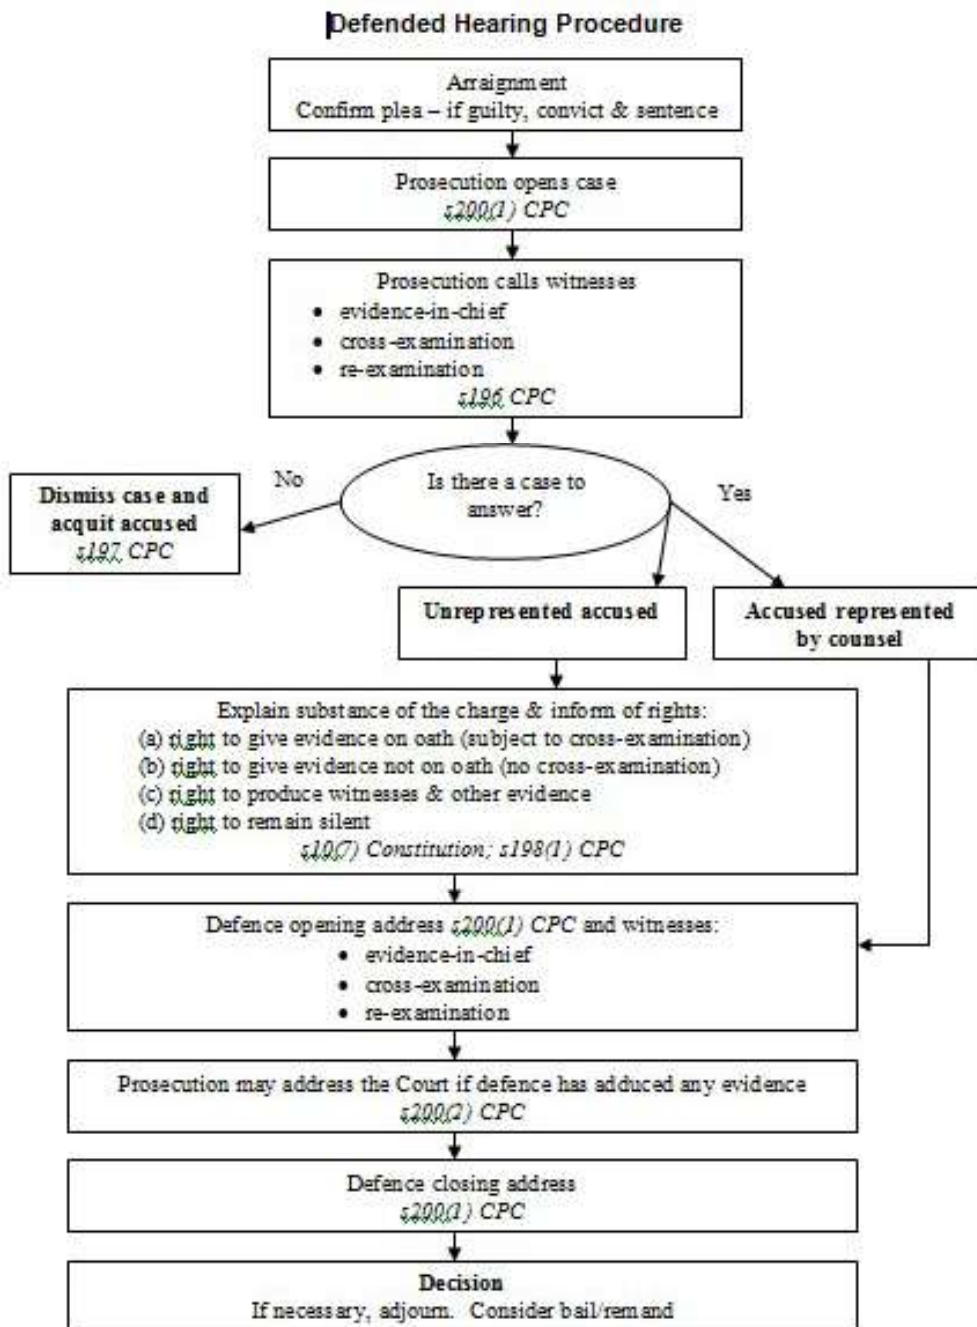 Defended Hearing Procedure
Arraignment
Confirm plea – if guilty, convict & sentence
Prosecution opens case
s200(1) CPC
Prosecution calls witnesses
• evidence-in-chief
• cross-examination
• re-examination
s196 CPC
Is there a case to
answer?
No
Yes
Dismiss case and
acquit accused
s197 CPC
Unrepresented accused
Accused represented
by counsel
Explain substance of the charge & inform of rights:
(a) right to give evidence on oath (subject to cross-examination)
(b) right to give evidence not on oath (no cross-examination)
(c) right to produce witnesses & other evidence
(d) right to remain silent
s10(7) Constitution; s198(1) CPC
Defence opening address s200(1) CPC and witnesses:
• evidence-in-chief
• cross-examination
• re-examination
Prosecution may address the Court if defence has adduced any evidence
s200(2) CPC
Defence closing address
s200(1) CPC
Decision
If necessary, adjourn. Consider bail/remand